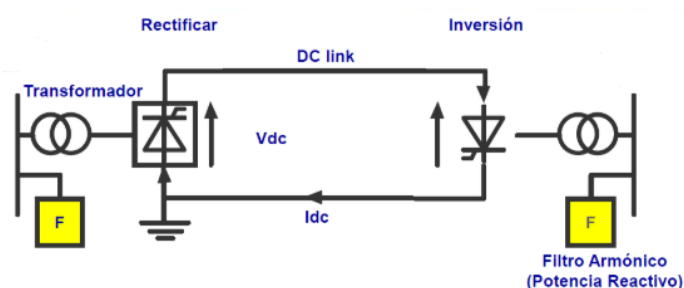 Rectificar
Inversión
DC link
Transformador
Vdc
Idc
F
F
Filtro Armónico
(Potencia Reactivo)